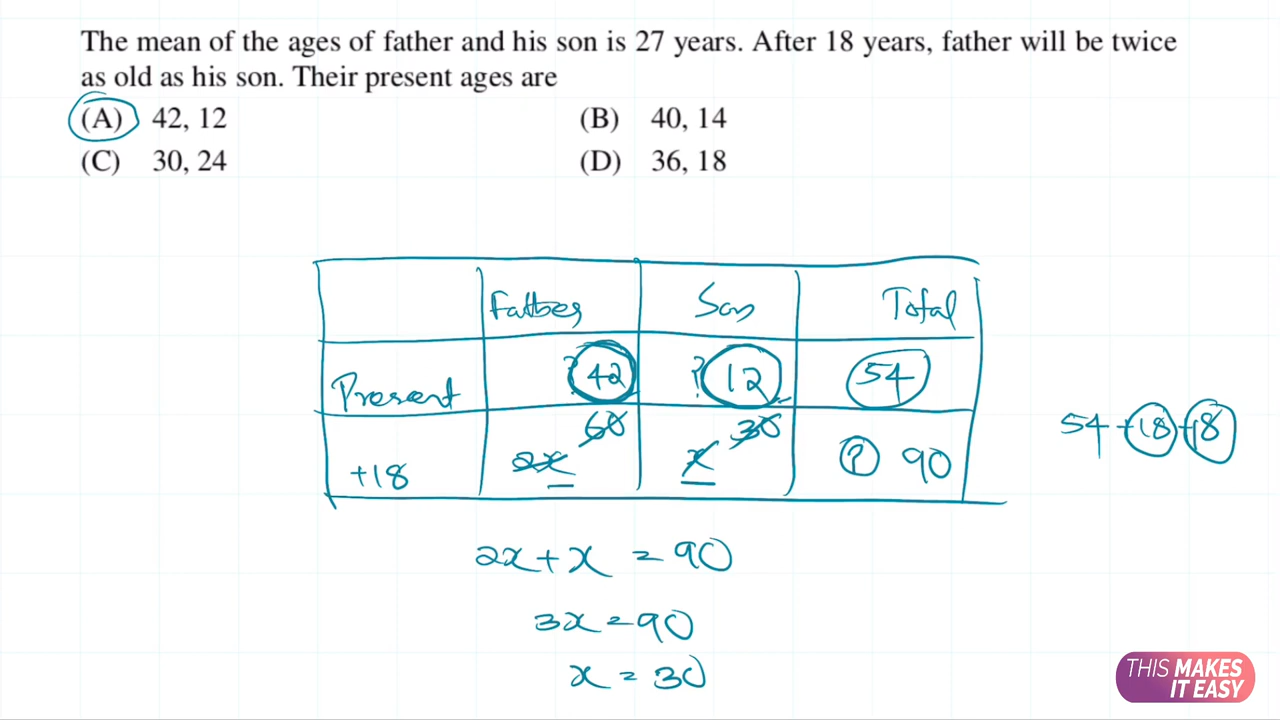 The mean of the ages of father and his son is 27 years. After 18 years, father will be twice
as old as his son. Their present ages are
(A) 42, 12 (B) 40, 14
(C) 30, 24 (D) 36, 18
Father Son Total
Present ? 42 ? 12 54
60 30
+18 2x x ? 90
54 +18 +18
2x + x = 90
3x = 90
x = 30
THIS MAKES
IT EASY